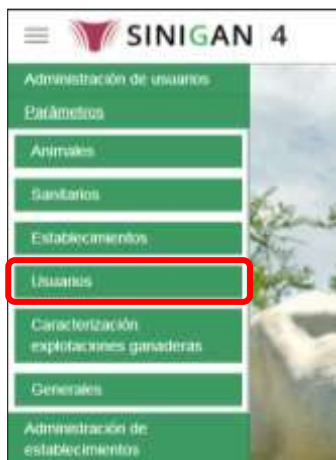 SINIGAN 4
Administración de usuarios
Parámetros
Animales
Sanitarios
Establecimientos
Usuarios
Caracterización
explotaciones ganaderas
Generales
Administración de
establecimientos